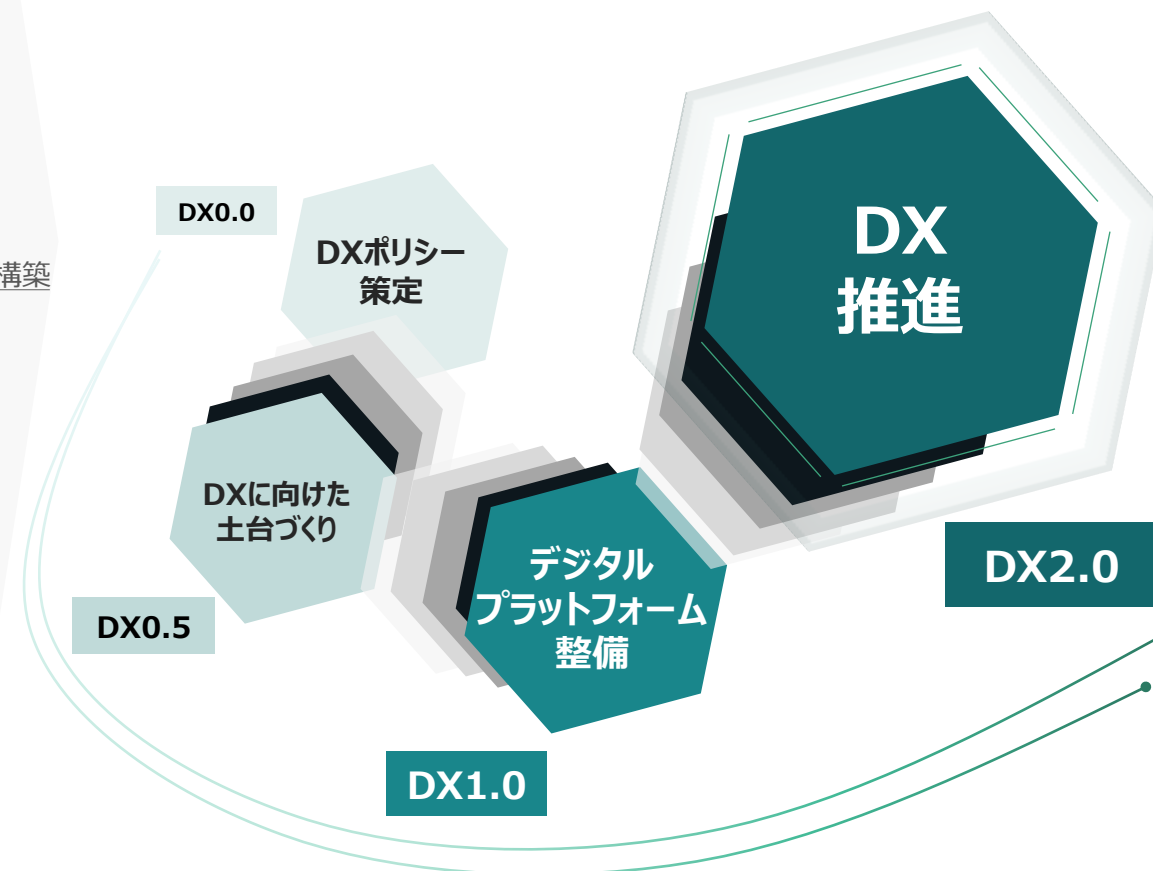 DX0.0
DXポリシー
策定
構築
DXに向けた
土台づくり
DX0.5
デジタル
プラットフォーム
整備
DX1.0
DX
推進
DX2.0